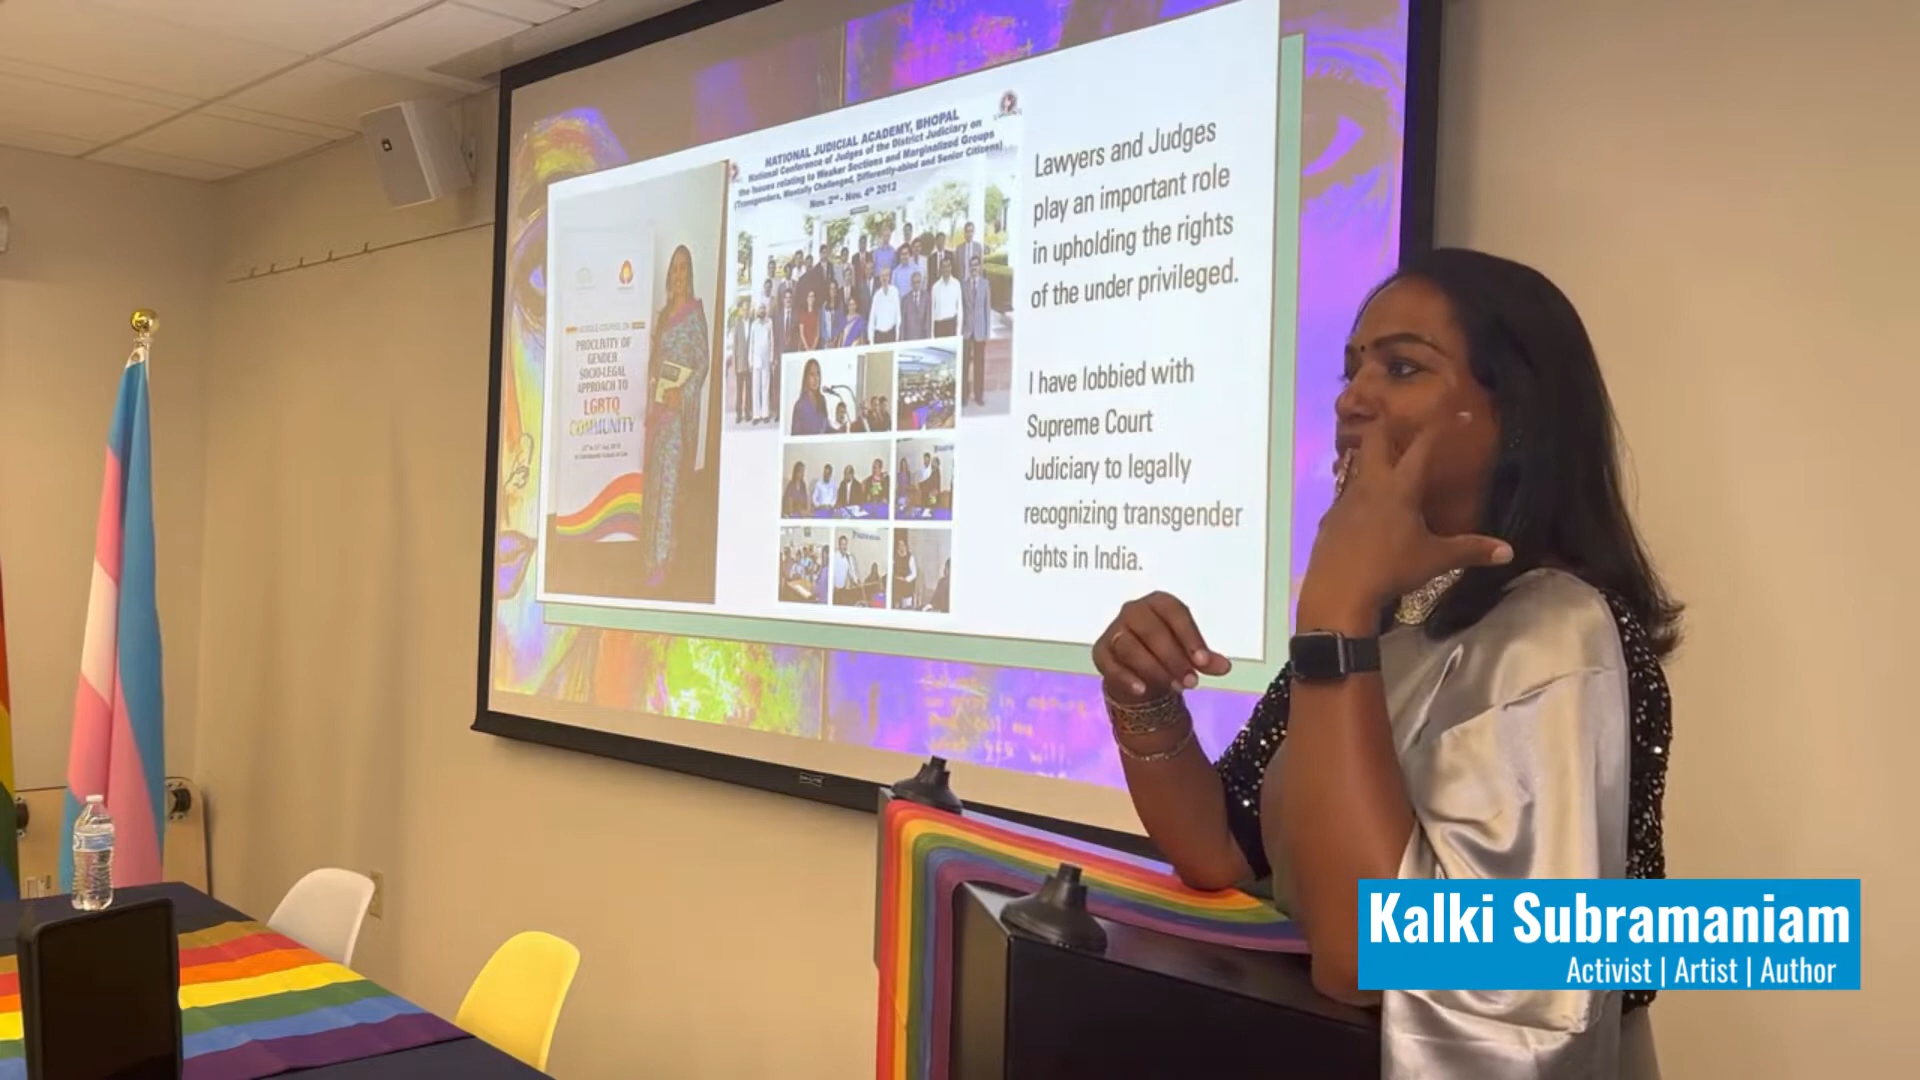 NATIONAL JUDICIAL ACADEMY, BHOPAL
National Conference of Judges of the District Judiciary on
the Issues relating to Weaker Sections and Marginalized Groups
(Transgenders, Mentally Challenged, Differently-abled and Senior Citizens)
Nov. 2nd - Nov. 4th 2012
PROCLIVITY OF
GENDER
SOCIO-LEGAL
APPROACH TO
LGBTQ
COMMUNITY
Lawyers and Judges
play an important role
in upholding the rights
of the under privileged.
I have lobbied with
Supreme Court
Judiciary to legally
recognizing transgender
rights in India.
Kalki Subramaniam
Activist | Artist | Author